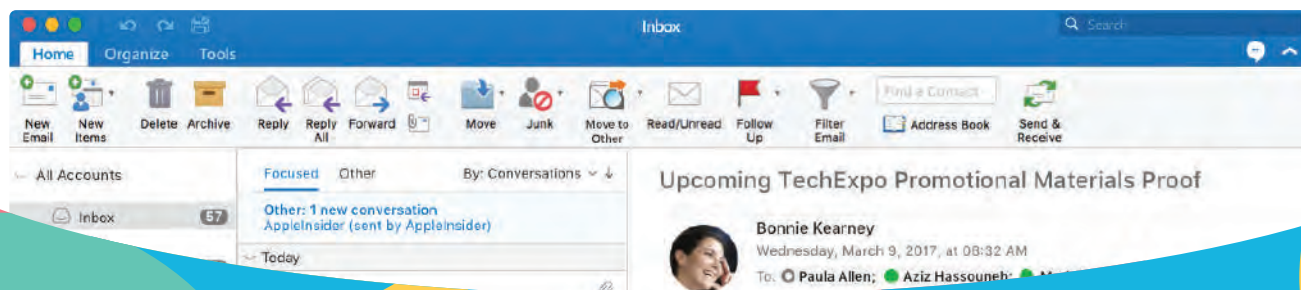 Inbox
Search
Home Organize Tools
New Email
New Items
Delete
Archive
Reply
Reply All
Forward
Move
Junk
Move to Other
Read/Unread
Follow Up
Filter Email
Find a Contact
Address Book
Send & Receive
All Accounts
Inbox 57
Focused Other By: Conversations
Other: 1 new conversation
AppleInsider (sent by AppleInsider)
Today
Upcoming TechExpo Promotional Materials Proof
Bonnie Kearney
Wednesday, March 9, 2017, at 08:32 AM
To: Paula Allen; Aziz Hassouneh;